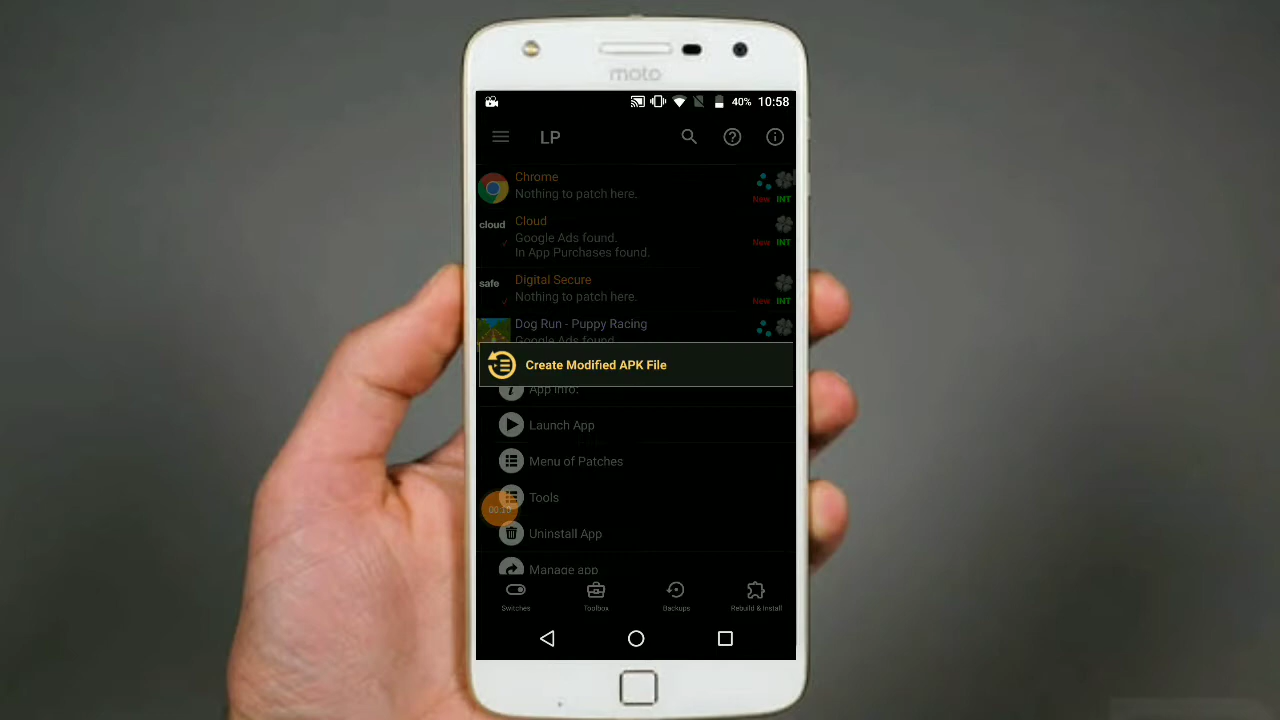 moto
40% 10:58
LP
Chrome
Nothing to patch here.
New INT
cloud
Cloud
Google Ads found.
In App Purchases found.
New INT
safe
Digital Secure
Nothing to patch here.
New INT
Dog Run - Puppy Racing
Google Ads found
Create Modified APK File
App info:
Launch App
Menu of Patches
Tools
Uninstall App
Manage app
Switches
Toolbox
Backups
Rebuild & Install